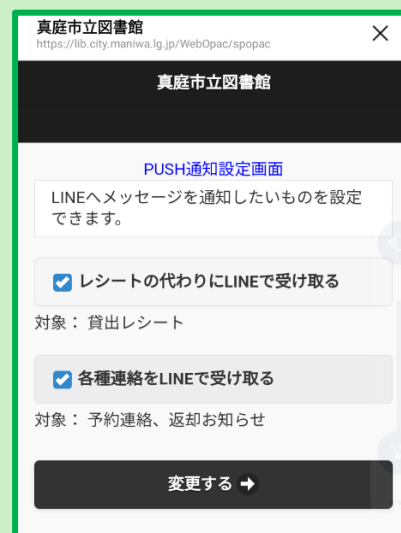 真庭市立図書館
https://lib.city.maniwa.lg.jp/WebOpac/spopac
真庭市立図書館
PUSH通知設定画面
LINEへメッセージを通知したいものを設定
できます。
レシートの代わりにLINEで受け取る
対象： 貸出レシート
各種連絡をLINEで受け取る
対象： 予約連絡、返却お知らせ
変更する